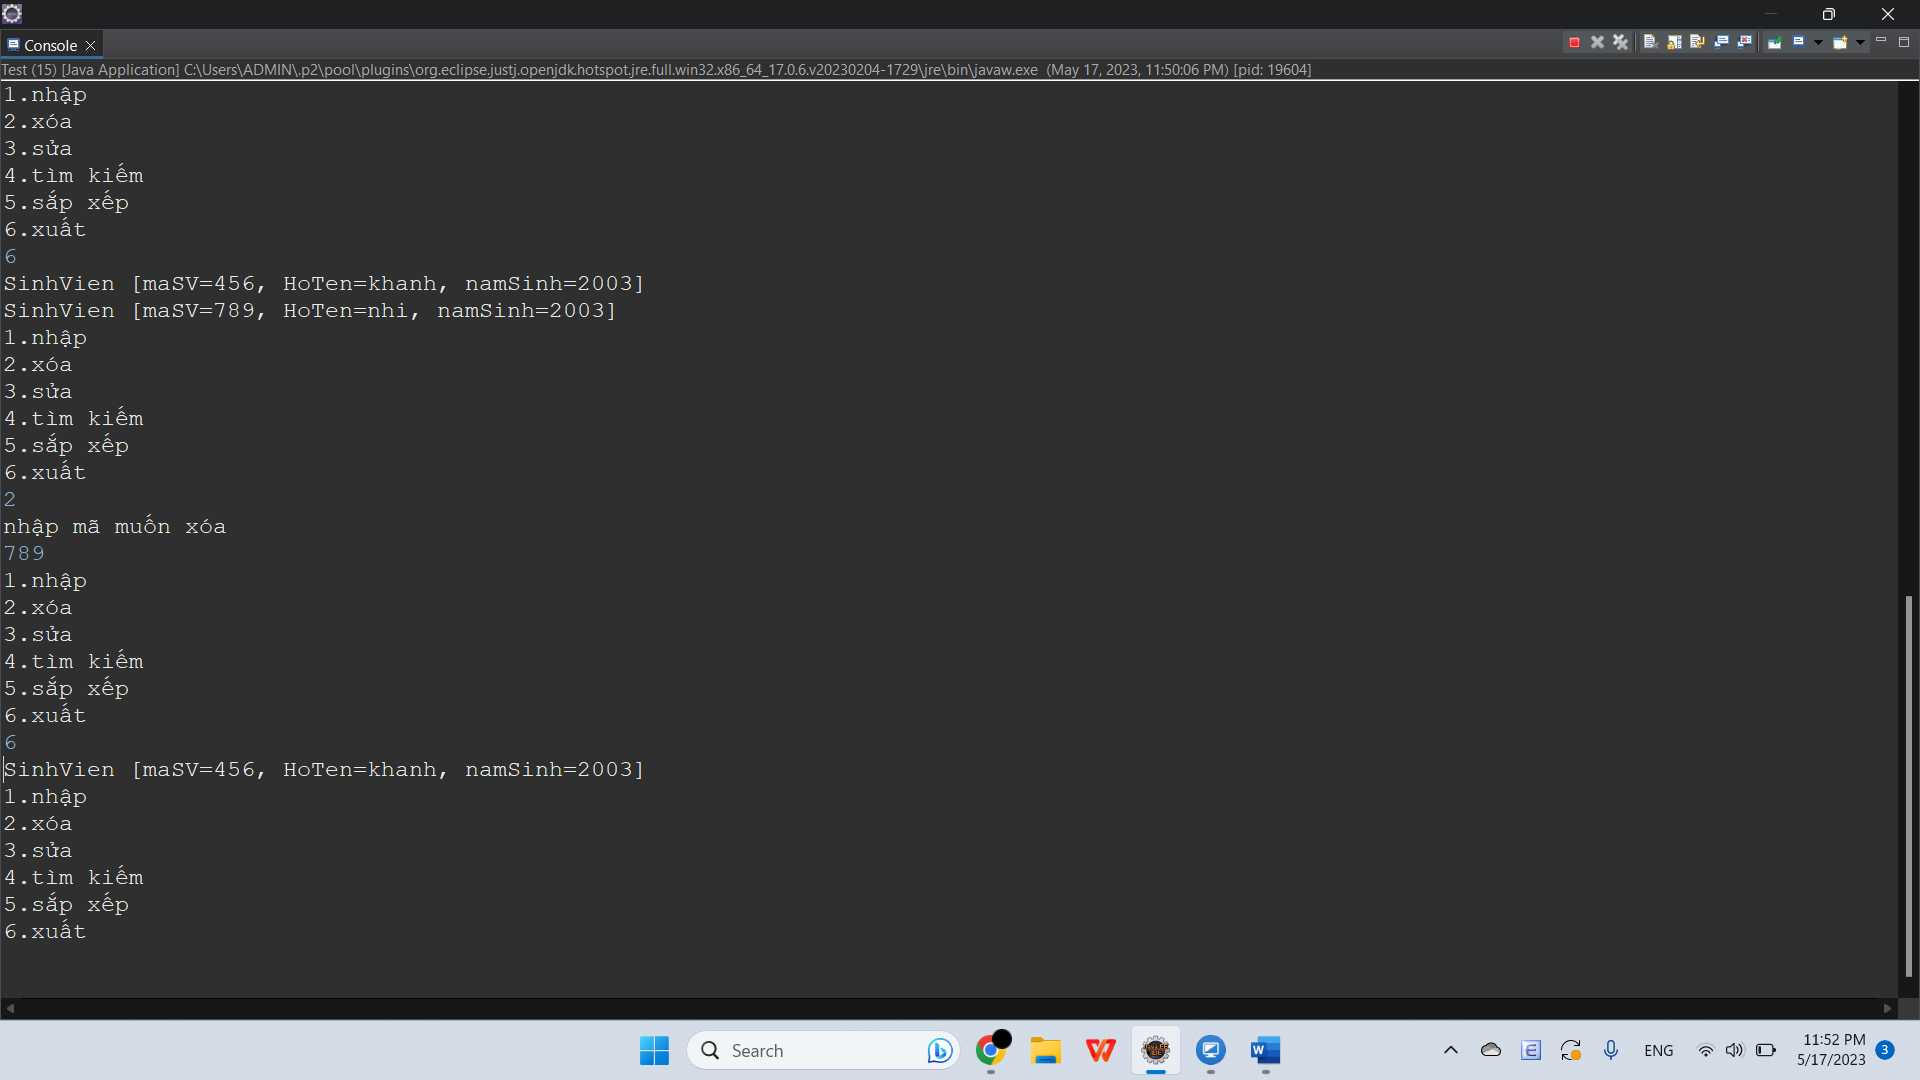 Console
Test (15) [Java Application] C:\Users\ADMIN\.p2\pool\plugins\org.eclipse.justj.openjdk.hotspot.jre.full.win32.x86_64_17.0.6.v20230204-1729\jre\bin\javaw.exe (May 17, 2023, 11:50:06 PM) [pid: 19604]
1.nhập
2.xóa
3.sửa
4.tìm kiếm
5.sắp xếp
6.xuất
6
SinhVien [maSV=456, HoTen=khanh, namSinh=2003]
SinhVien [maSV=789, HoTen=nhi, namSinh=2003]
1.nhập
2.xóa
3.sửa
4.tìm kiếm
5.sắp xếp
6.xuất
2
nhập mã muốn xóa
789
1.nhập
2.xóa
3.sửa
4.tìm kiếm
5.sắp xếp
6.xuất
6
SinhVien [maSV=456, HoTen=khanh, namSinh=2003]
1.nhập
2.xóa
3.sửa
4.tìm kiếm
5.sắp xếp
6.xuất
Search
ENG
11:52 PM
5/17/2023
3